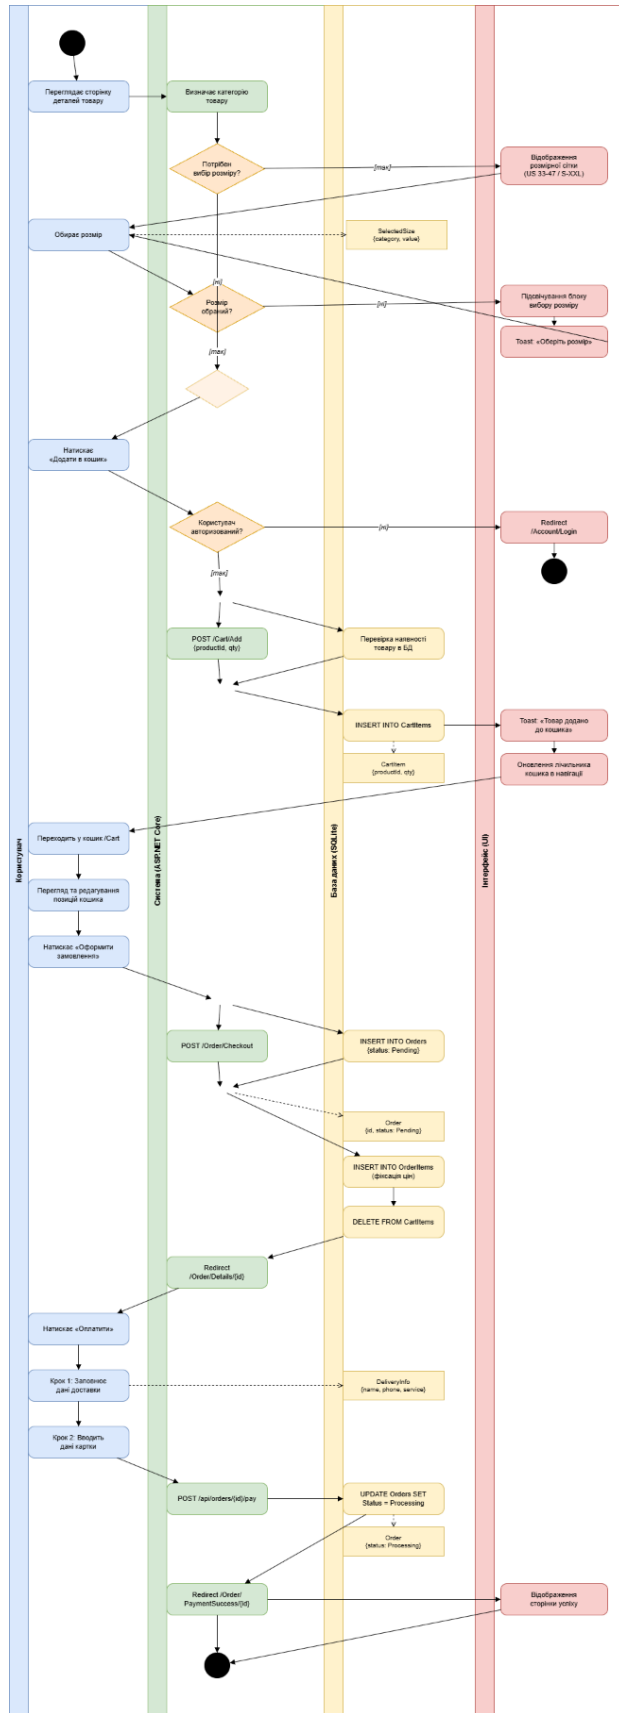 Переглядає сторінку
деталей товару
Визначає категорію
товару
Потрібен
вибір розміру?
[так]
Відображення
розмірної сітки
(US 33-47 / S-XXL)
Обирає розмір
SelectedSize
{category, value}
[ні]
Розмір
обраний?
[ні]
Підсвічування блоку
вибору розміру
Toast: «Оберіть розмір»
[так]
Натискає
«Додати в кошик»
Користувач
авторизований?
[ні]
Redirect
/Account/Login
[так]
POST /Cart/Add
{productId, qty}
Перевірка наявності
товару в БД
INSERT INTO CartItems
Toast: «Товар додано
до кошика»
CartItem
{productId, qty}
Оновлення лічильника
кошика в навігації
Користувач
Система (ASP.NET Core)
База даних (SQLite)
Інтерфейс (UI)
Переходить у кошик /Cart
Перегляд та редагування
позицій кошика
Натискає «Оформити
замовлення»
POST /Order/Checkout
INSERT INTO Orders
{status: Pending}
Order
{id, status: Pending}
INSERT INTO OrderItems
(фіксація цін)
DELETE FROM CartItems
Redirect
/Order/Details/{id}
Натискає «Оплатити»
Крок 1: Заповнює
дані доставки
DeliveryInfo
{name, phone, service}
Крок 2: Вводить
дані картки
POST /api/orders/{id}/pay
UPDATE Orders SET
Status = Processing
Order
{status: Processing}
Redirect /Order/
PaymentSuccess/{id}
Відображення
сторінки успіху